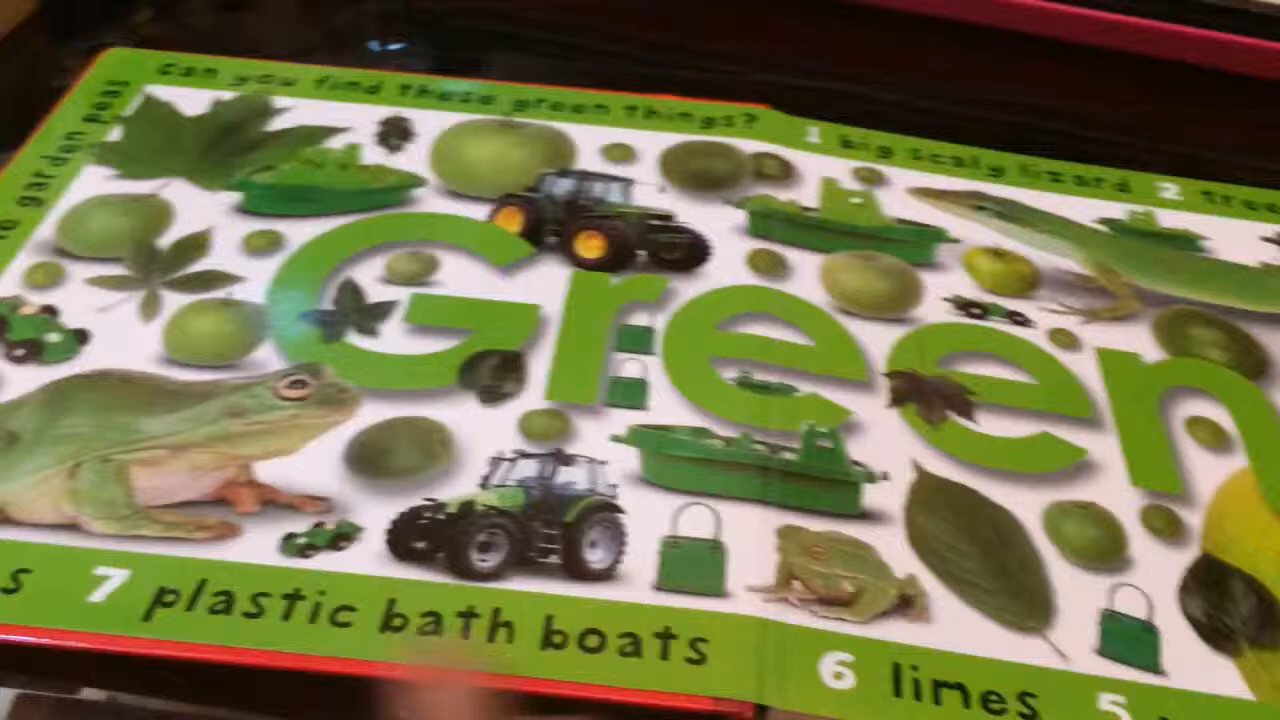 can you find these green things?
1 big scaly lizard 2 tree
garden peas
Green
s 7 plastic bath boats
6 limes 5